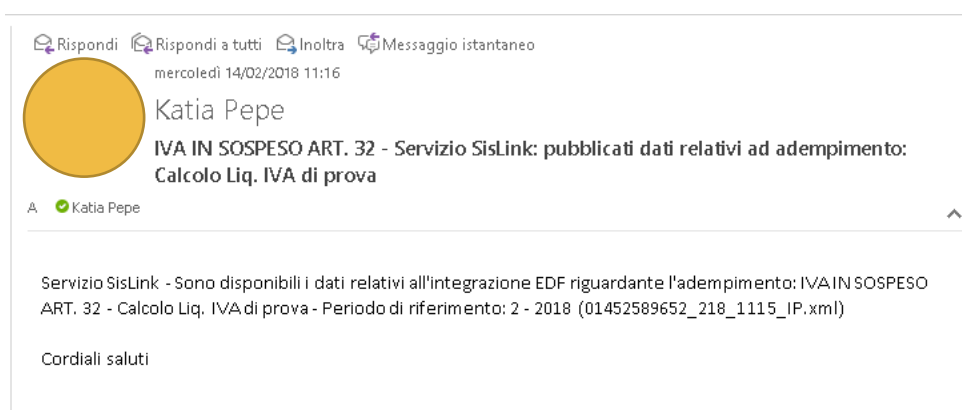 Rispondi Rispondi a tutti Inoltra Messaggio istantaneo
mercoledì 14/02/2018 11:16
Katia Pepe
IVA IN SOSPESO ART. 32 - Servizio SisLink: pubblicati dati relativi ad adempimento:
Calcolo Liq. IVA di prova
A Katia Pepe
Servizio SisLink - Sono disponibili i dati relativi all'integrazione EDF riguardante l'adempimento: IVA IN SOSPESO
ART. 32 - Calcolo Liq. IVA di prova - Periodo di riferimento: 2 - 2018 (01452589652_218_1115_IP.xml)
Cordiali saluti